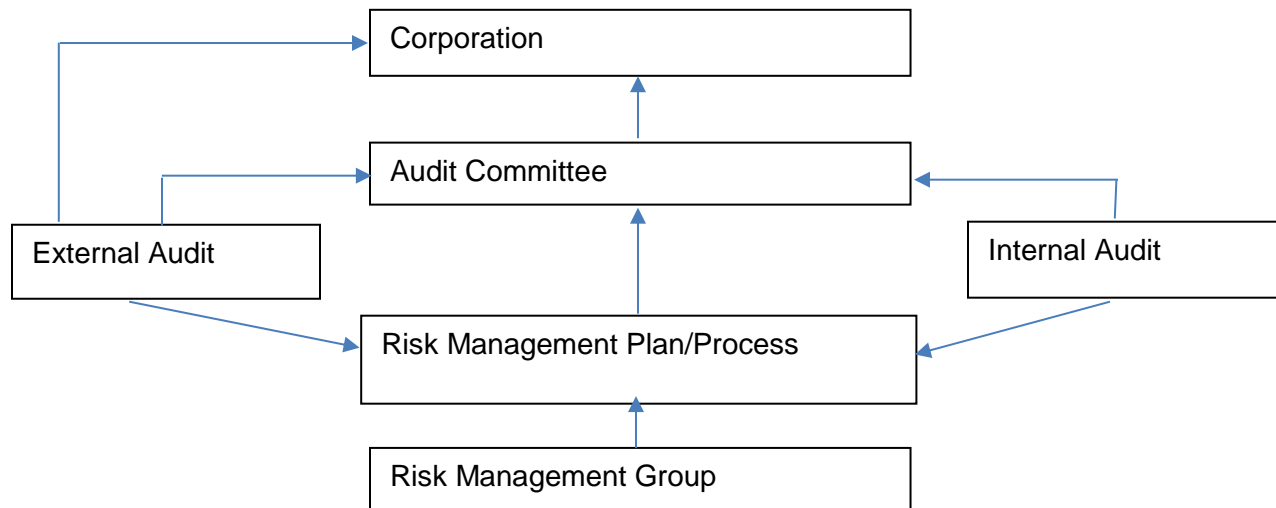 Corporation
Audit Committee
External Audit
Internal Audit
Risk Management Plan/Process
Risk Management Group